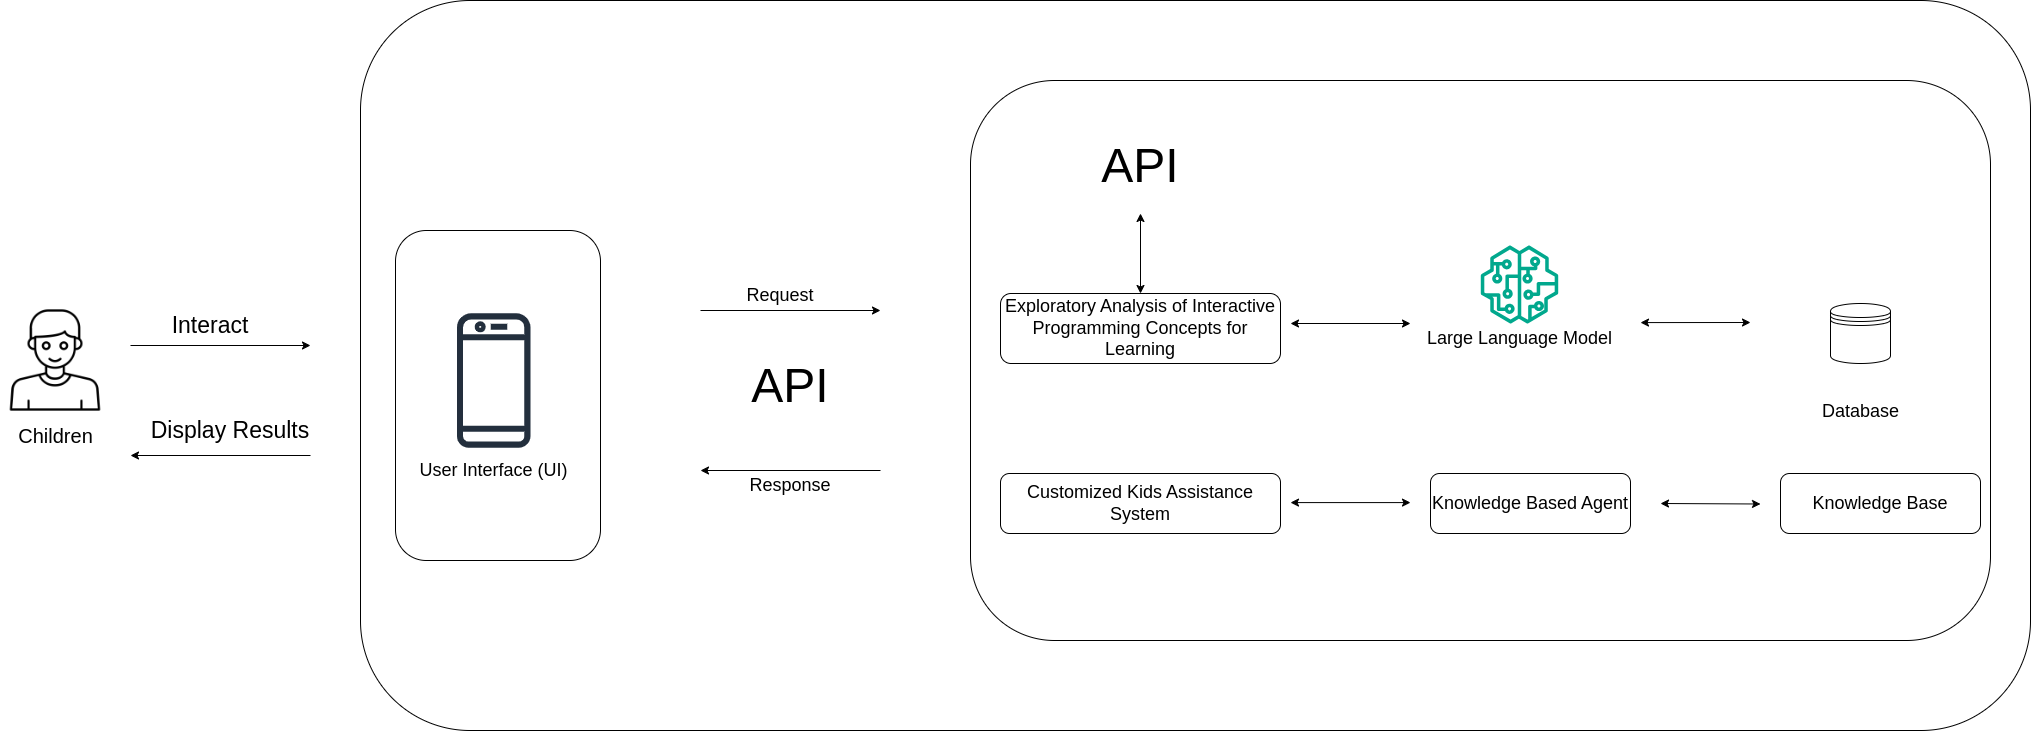 Children
Interact
Display Results
User Interface (UI)
Request
API
Response
API
Exploratory Analysis of Interactive
Programming Concepts for
Learning
Large Language Model
Database
Customized Kids Assistance
System
Knowledge Based Agent
Knowledge Base